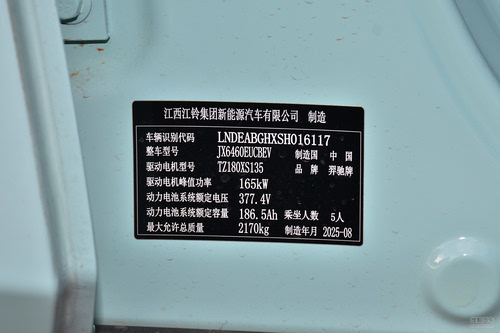 江西江铃集团新能源汽车有限公司 制造
车辆识别代码 LNDEABGHXSH016117
整车型号 JX6460EUCBEV 制造国 中 国
驱动电机型号 TZ180XS135 品 牌 羿驰牌
驱动电机峰值功率 165kW
动力电池系统额定电压 377.4V
动力电池系统额定容量 186.5Ah 乘坐人数 5人
最大允许总质量 2170kg 制造年月 2025-08